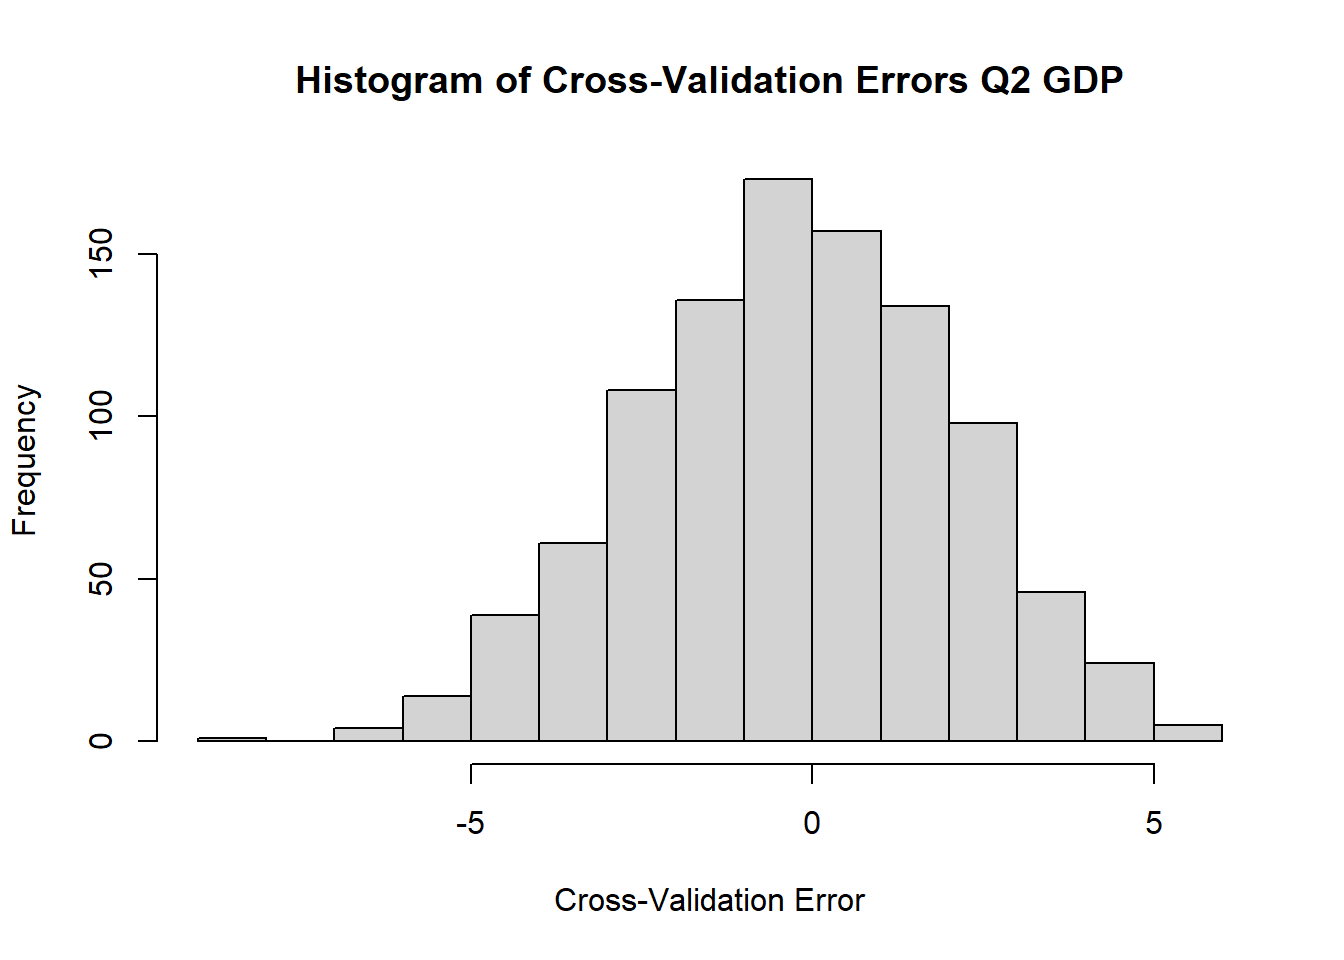 Histogram of Cross-Validation Errors Q2 GDP
Frequency
150
100
50
0
-5 0 5
Cross-Validation Error